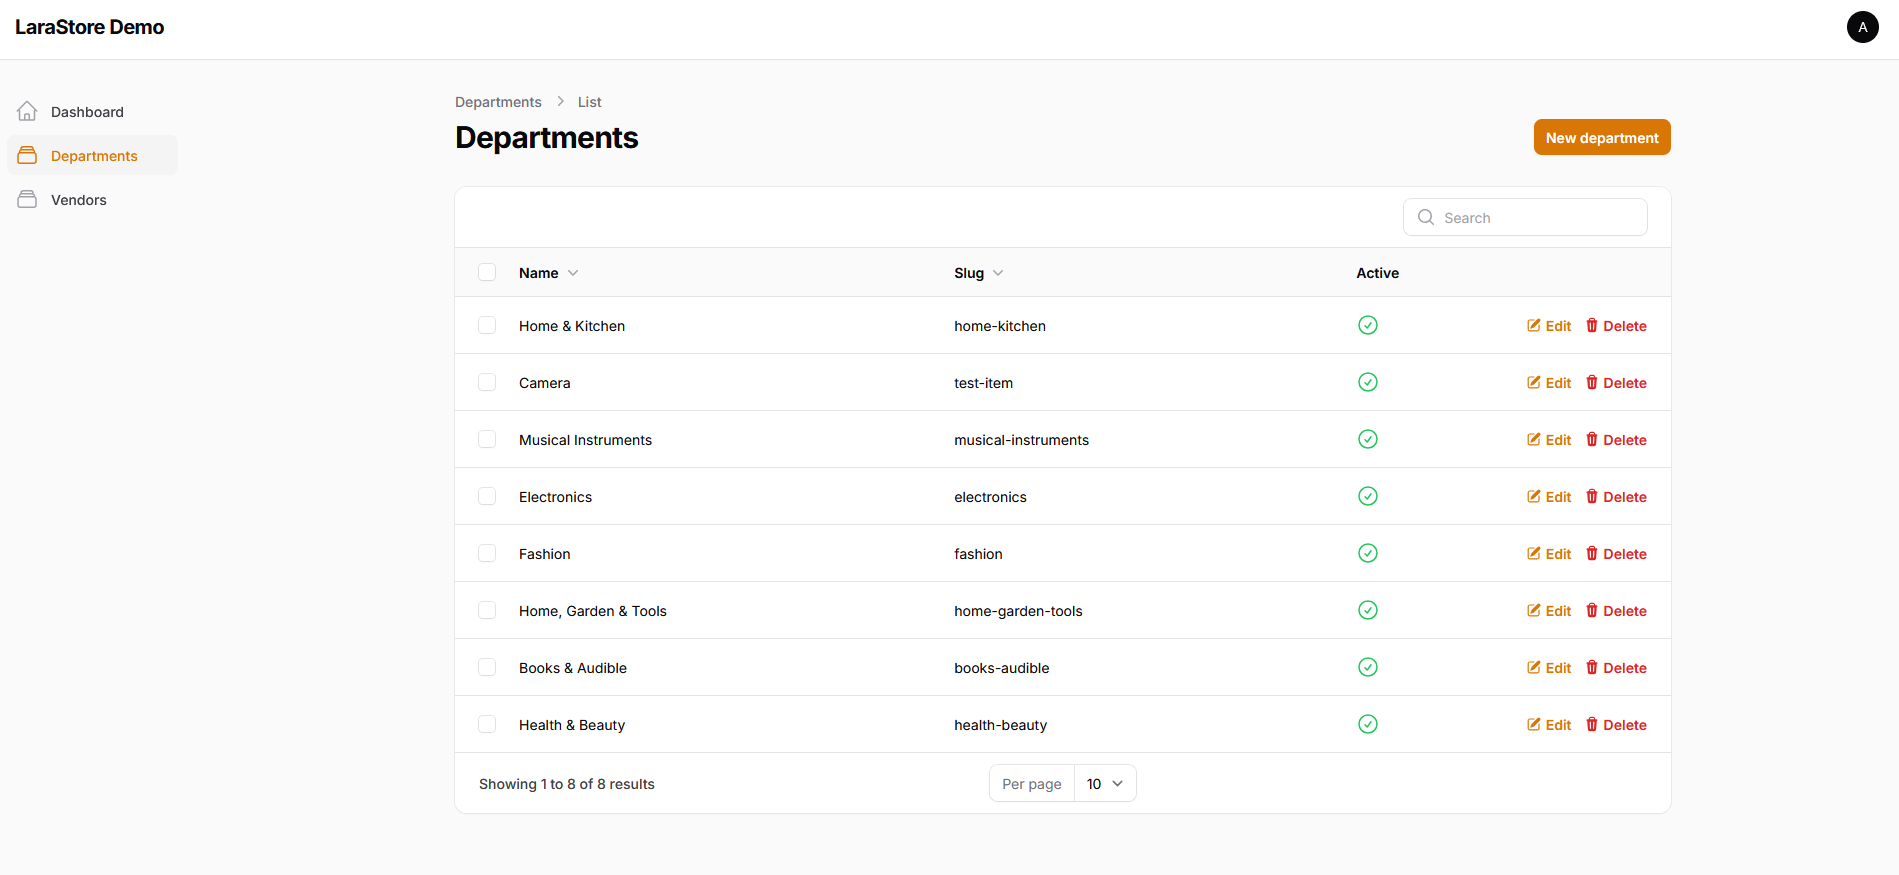 LaraStore Demo
A
Dashboard
Departments
Vendors
Departments > List
Departments
New department
Search
Name Slug Active
Home & Kitchen home-kitchen Edit Delete
Camera test-item Edit Delete
Musical Instruments musical-instruments Edit Delete
Electronics electronics Edit Delete
Fashion fashion Edit Delete
Home, Garden & Tools home-garden-tools Edit Delete
Books & Audible books-audible Edit Delete
Health & Beauty health-beauty Edit Delete
Showing 1 to 8 of 8 results Per page 10